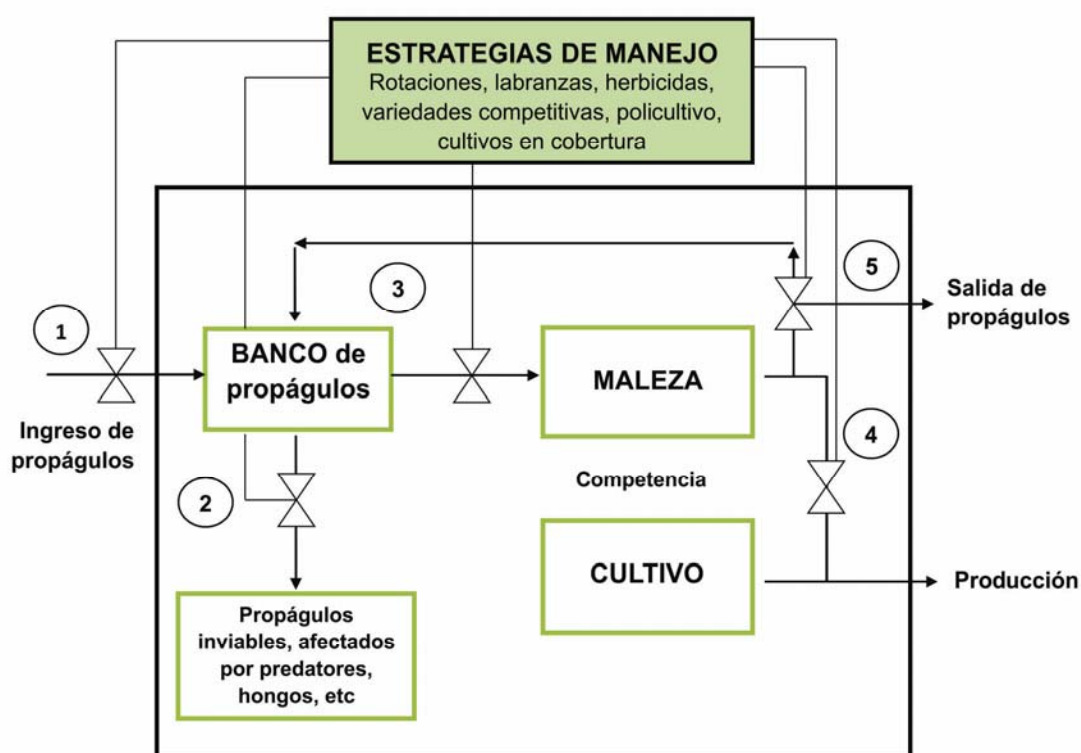 ESTRATEGIAS DE MANEJO
Rotaciones, labranzas, herbicidas,
variedades competitivas, policultivo,
cultivos en cobertura
1
Ingreso de
propágulos
BANCO de
propágulos
2
Propágulos
inviables, afectados
por predatores,
hongos, etc
3
MALEZA
Competencia
CULTIVO
5
Salida de
propágulos
4
Producción